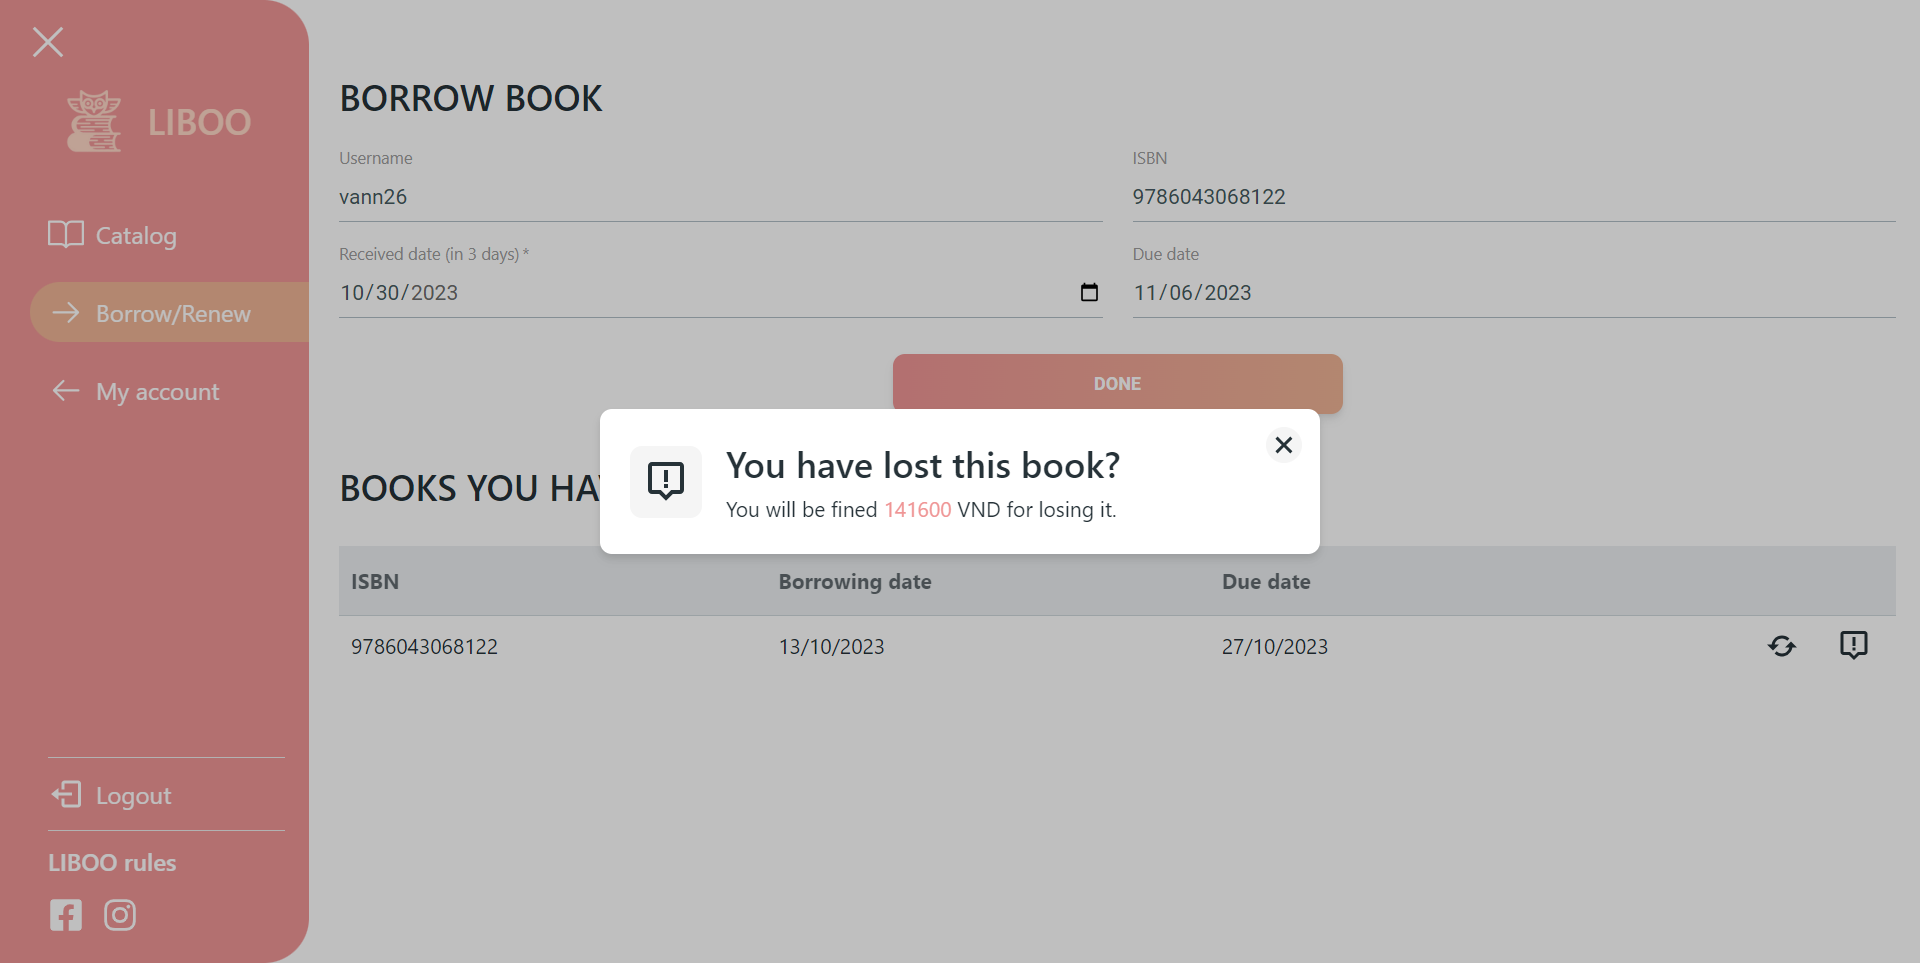 LIBOO
Catalog
Borrow/Renew
My account
Logout
LIBOO rules
BORROW BOOK
Username
ISBN
vann26
9786043068122
Received date (in 3 days) *
Due date
10/30/2023
11/06/2023
DONE
You have lost this book?
You will be fined 141600 VND for losing it.
BOOKS YOU
ISBN Borrowing date Due date
9786043068122 13/10/2023 27/10/2023